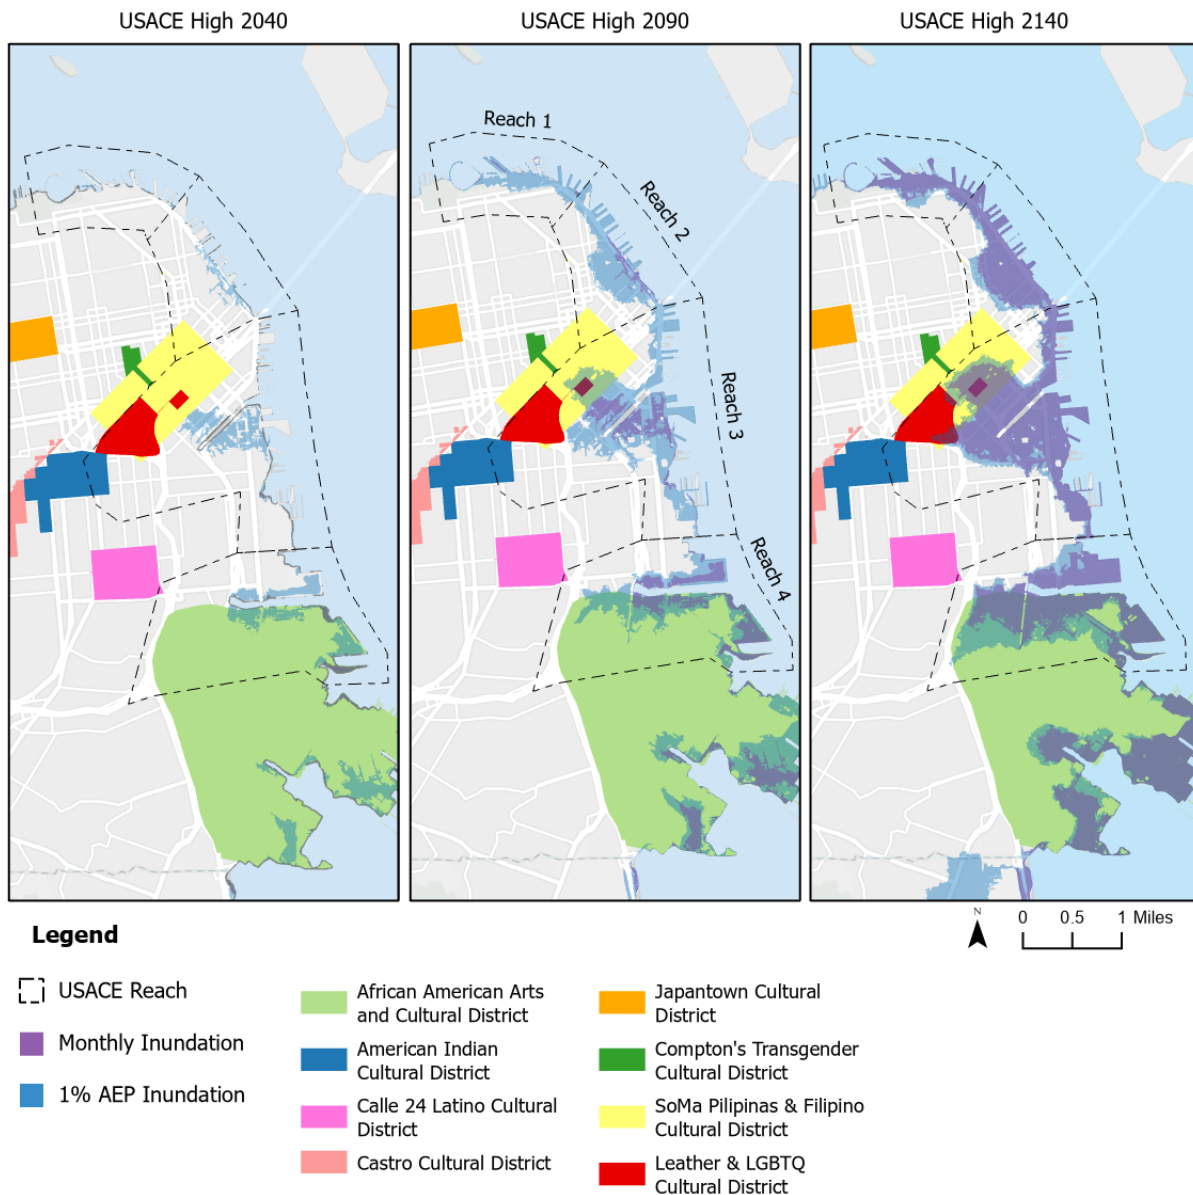 USACE High 2040
USACE High 2090
USACE High 2140
Reach 1
Reach 2
Reach 3
Reach 4
N
0 0.5 1 Miles
Legend
USACE Reach
Monthly Inundation
1% AEP Inundation
African American Arts
and Cultural District
American Indian
Cultural District
Calle 24 Latino Cultural
District
Castro Cultural District
Japantown Cultural
District
Compton's Transgender
Cultural District
SoMa Pilipinas & Filipino
Cultural District
Leather & LGBTQ
Cultural District